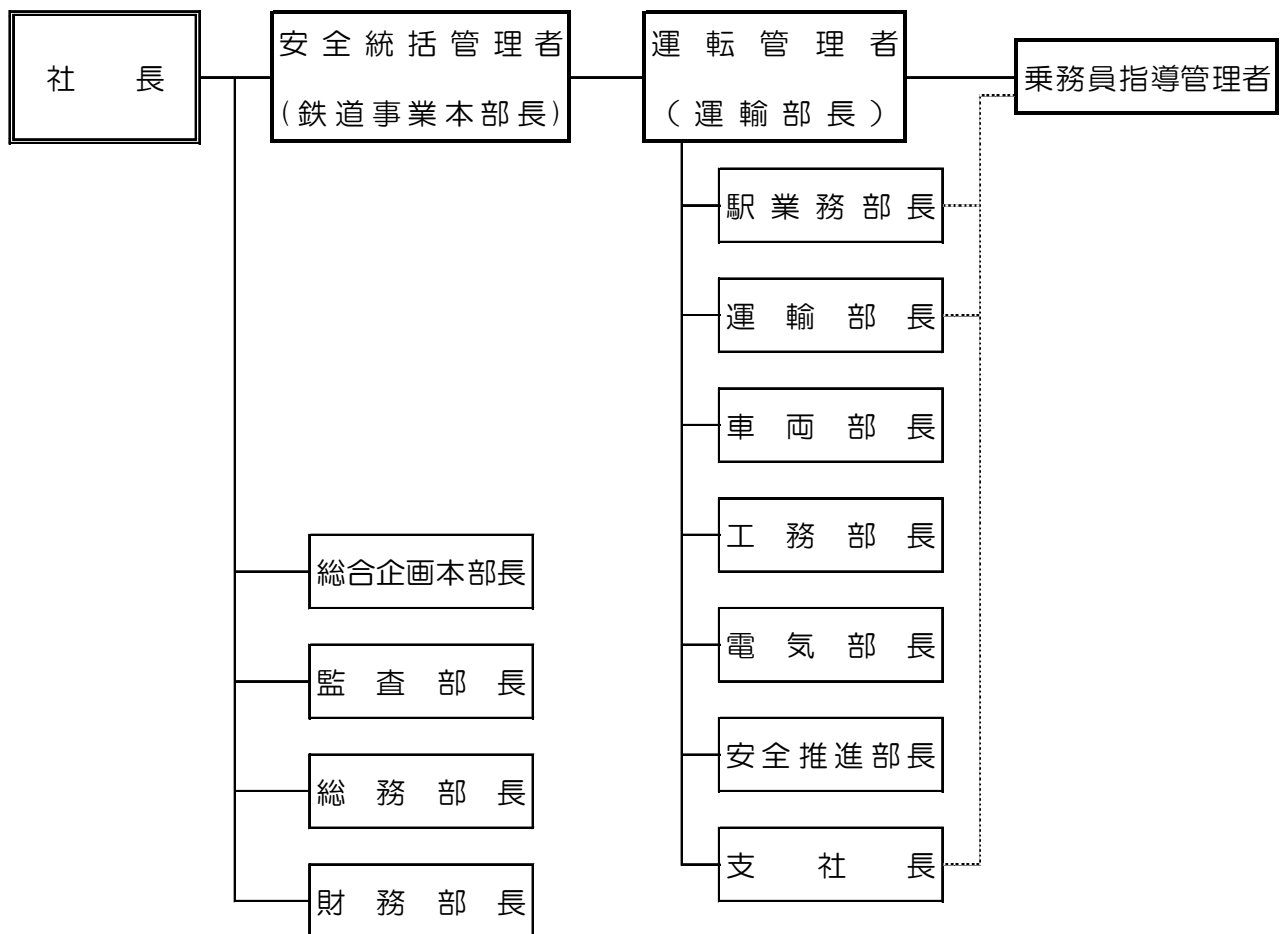 社長
安全統括管理者
(鉄道事業本部長)
運転管理者
(運輸部長)
乗務員指導管理者
駅業務部長
運輸部長
車両部長
工務部長
電気部長
安全推進部長
支社長
総合企画本部長
監査部長
総務部長
財務部長